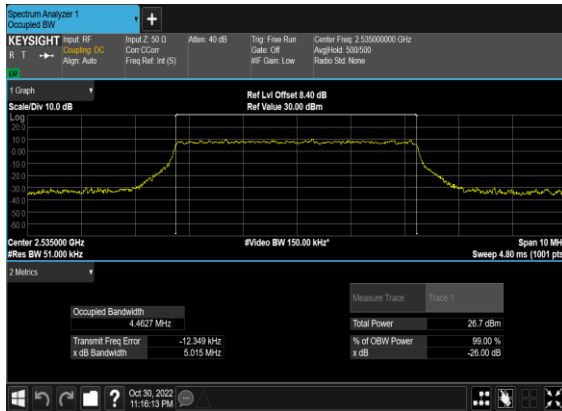 Spectrum Analyzer 1
Occupied BW
+
KEYSIGHT
R T
LXI
Input: RF
Coupling: DC
Align: Auto
Input Z: 50 Ω
Corr CCorr
Freq Ref: Int (S)
Atten: 40 dB
Trig: Free Run
Gate: Off
#IF Gain: Low
Center Freq: 2.535000000 GHz
Avg|Hold: 500/500
Radio Std: None
1 Graph
Scale/Div 10.0 dB
Ref Lvl Offset 8.40 dB
Ref Value 30.00 dBm
Log
20.0
10.0
0.00
-10.0
-20.0
-30.0
-40.0
-50.0
-60.0
Center 2.535000 GHz
#Res BW 51.000 kHz
#Video BW 150.00 kHz*
Span 10 MH
Sweep 4.80 ms (1001 pts
2 Metrics
Measure Trace
Trace 1
Occupied Bandwidth
4.4627 MHz
Total Power
26.7 dBm
Transmit Freq Error
-12.349 kHz
% of OBW Power
99.00 %
x dB Bandwidth
5.015 MHz
x dB
-26.00 dB
?
Oct 30, 2022
11:16:13 PM